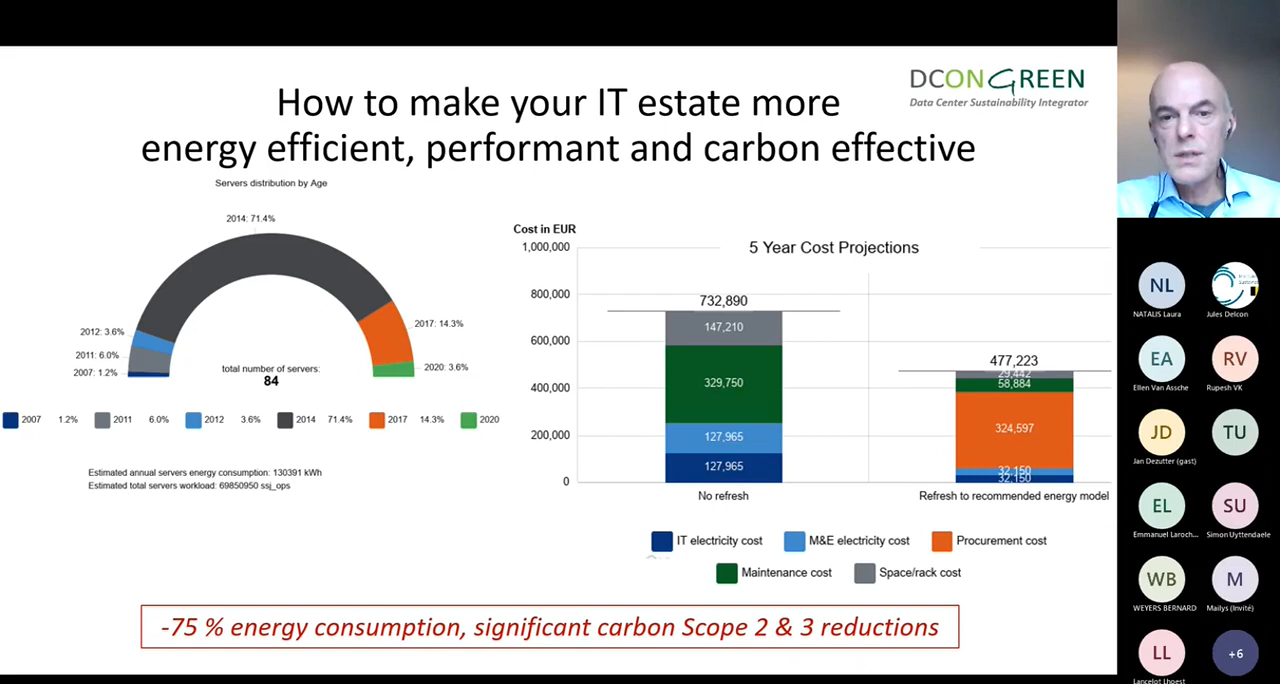 How to make your IT estate more
energy efficient, performant and carbon effective
DCONGREEN
Data Center Sustainability Integrator
Servers distribution by Age
2014: 71.4%
2012: 3.6%
2011: 6.0%
2007: 1.2%
2017: 14.3%
2020: 3.6%
total number of servers:
84
2007 1.2% 2011 6.0% 2012 3.6% 2014 71.4% 2017 14.3% 2020
Estimated annual servers energy consumption: 130391 kWh
Estimated total servers workload: 69850950 ssj_ops
Cost in EUR
5 Year Cost Projections
1,000,000
800,000
600,000
400,000
200,000
0
732,890
147,210
329,750
127,965
127,965
No refresh
477,223
29,442
58,884
324,597
32,150
32,150
Refresh to recommended energy model
IT electricity cost M&E electricity cost Procurement cost
Maintenance cost Space/rack cost
-75 % energy consumption, significant carbon Scope 2 & 3 reductions
NL
NATALIS Laura
Jules Delcon
EA
Ellen Van Assche
RV
Rupesh VK
JD
Jan Dezutter (gast)
TU
EL
Emmanuel Laroch...
SU
Simon Uyttendaele
WB
WEYERS BERNARD
M
Maïlys (Invité)
LL
Lancelot Lhoest
+6